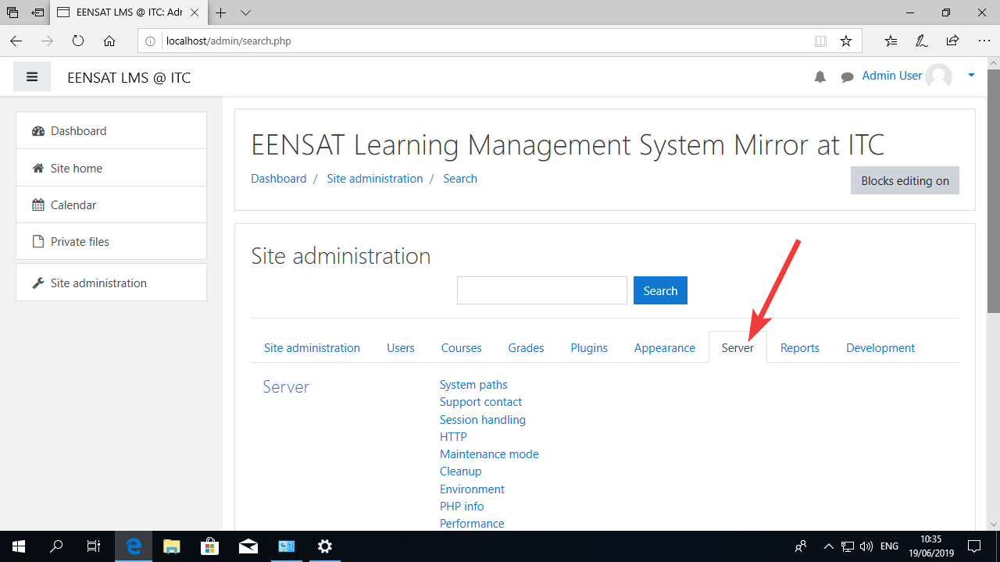 EENSAT LMS @ ITC: Adr
localhost/admin/search.php
EENSAT LMS @ ITC
Admin User
Dashboard
Site home
Calendar
Private files
Site administration
EENSAT Learning Management System Mirror at ITC
Dashboard / Site administration / Search
Blocks editing on
Site administration
Search
Site administration Users Courses Grades Plugins Appearance Server Reports Development
Server
System paths
Support contact
Session handling
HTTP
Maintenance mode
Cleanup
Environment
PHP info
Performance
ENG
10:35
19/06/2019